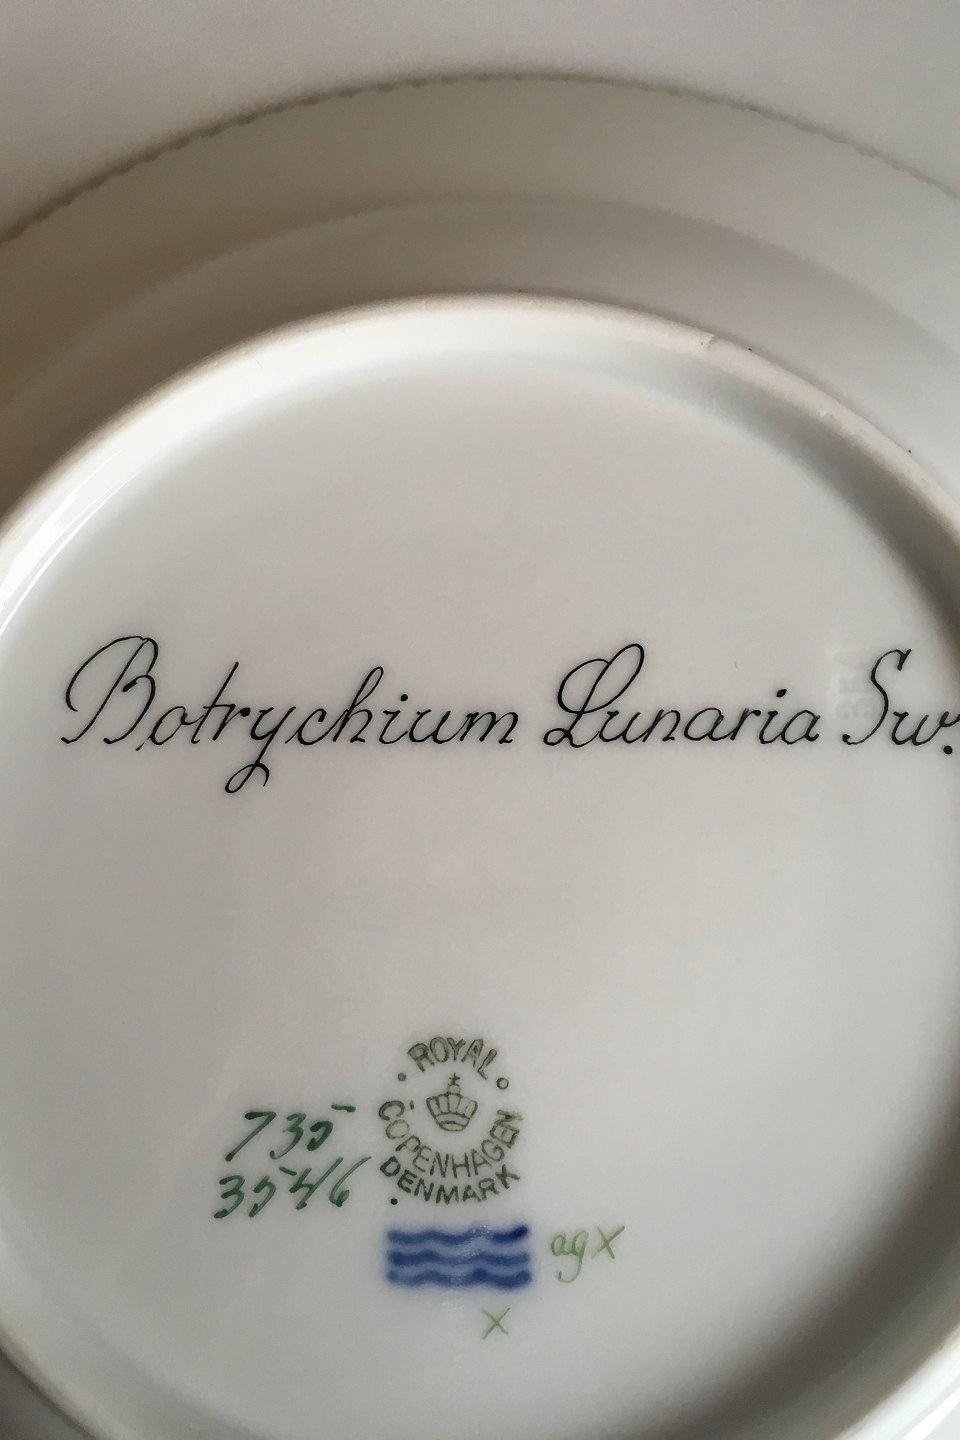 Botrychium Lunaria Sw.
ROYAL
COPENHAGEN
DENMARK
735
3546
agx
x